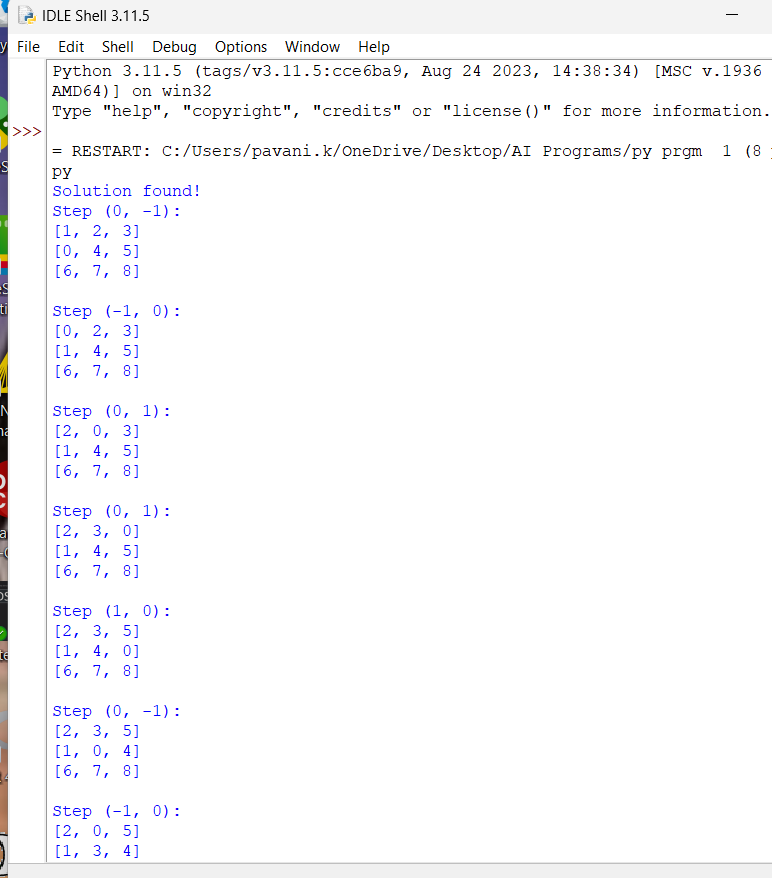 IDLE Shell 3.11.5
File Edit Shell Debug Options Window Help
Python 3.11.5 (tags/v3.11.5:cce6ba9, Aug 24 2023, 14:38:34) [MSC v.1936
AMD64)] on win32
Type "help", "copyright", "credits" or "license()" for more information.
>>>
= RESTART: C:/Users/pavani.k/OneDrive/Desktop/AI Programs/py prgm  1 (8
py
Solution found!
Step (0, -1):
[1, 2, 3]
[0, 4, 5]
[6, 7, 8]
Step (-1, 0):
[0, 2, 3]
[1, 4, 5]
[6, 7, 8]
Step (0, 1):
[2, 0, 3]
[1, 4, 5]
[6, 7, 8]
Step (0, 1):
[2, 3, 0]
[1, 4, 5]
[6, 7, 8]
Step (1, 0):
[2, 3, 5]
[1, 4, 0]
[6, 7, 8]
Step (0, -1):
[2, 3, 5]
[1, 0, 4]
[6, 7, 8]
Step (-1, 0):
[2, 0, 5]
[1, 3, 4]